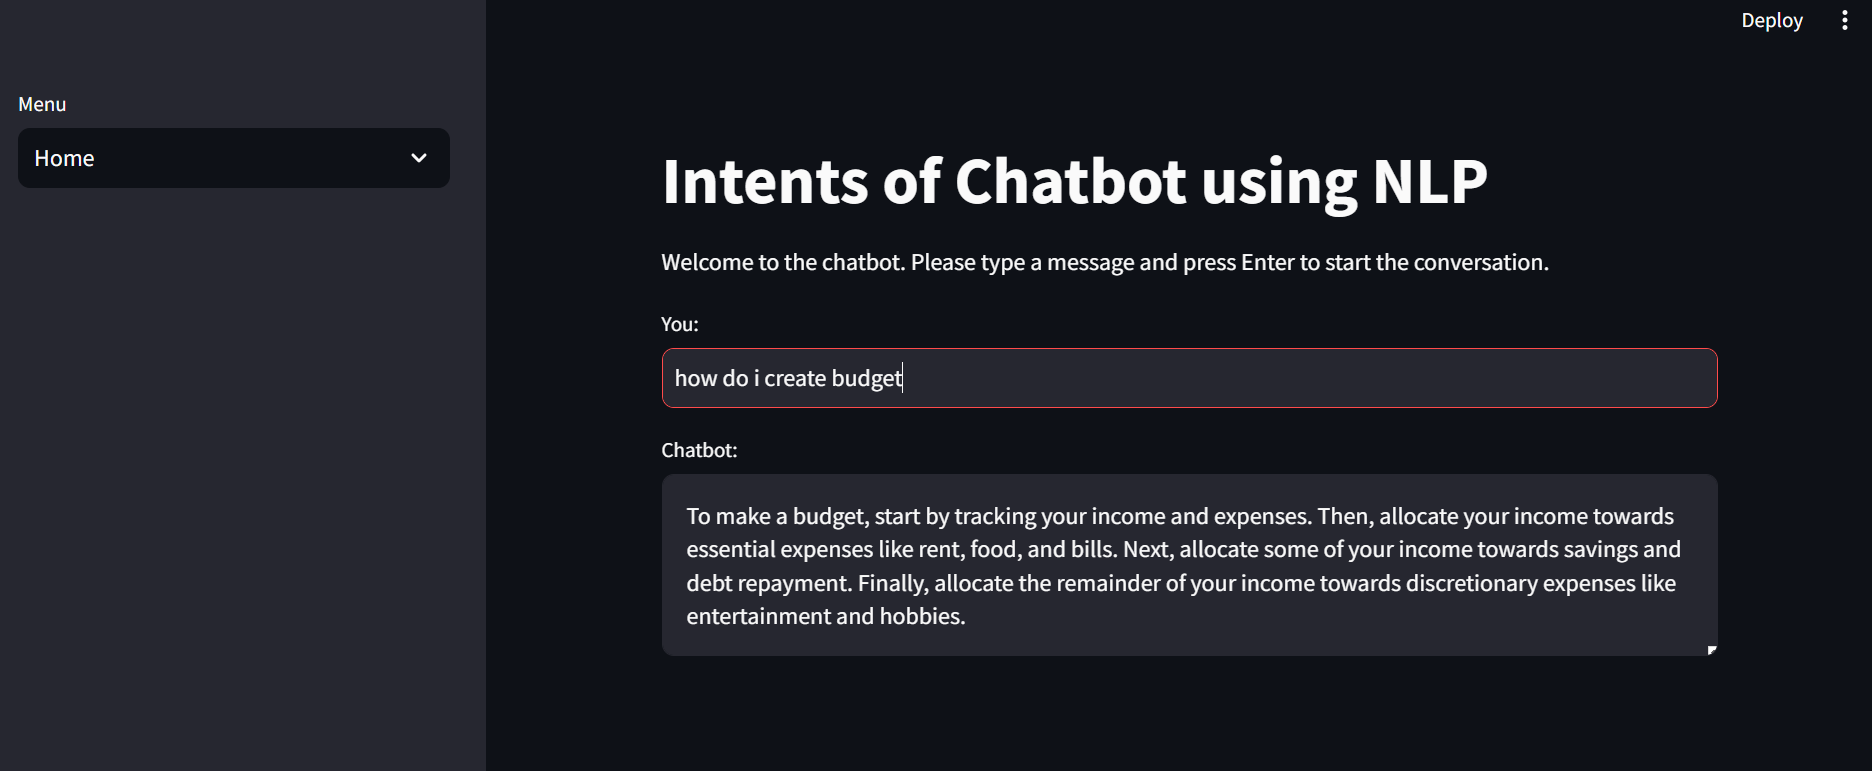 Deploy
Menu
Home
Intents of Chatbot using NLP
Welcome to the chatbot. Please type a message and press Enter to start the conversation.
You:
how do i create budget
Chatbot:
To make a budget, start by tracking your income and expenses. Then, allocate your income towards
essential expenses like rent, food, and bills. Next, allocate some of your income towards savings and
debt repayment. Finally, allocate the remainder of your income towards discretionary expenses like
entertainment and hobbies.